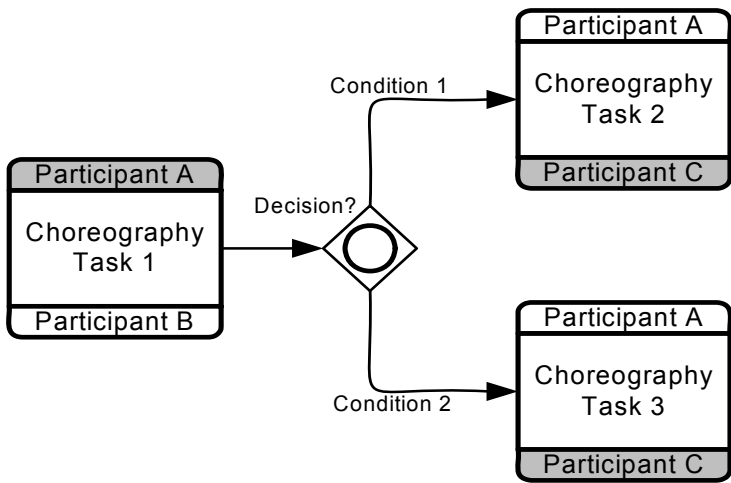 Participant A
Choreography
Task 1
Participant B
Decision?
Condition 1
Participant A
Choreography
Task 2
Participant C
Condition 2
Participant A
Choreography
Task 3
Participant C